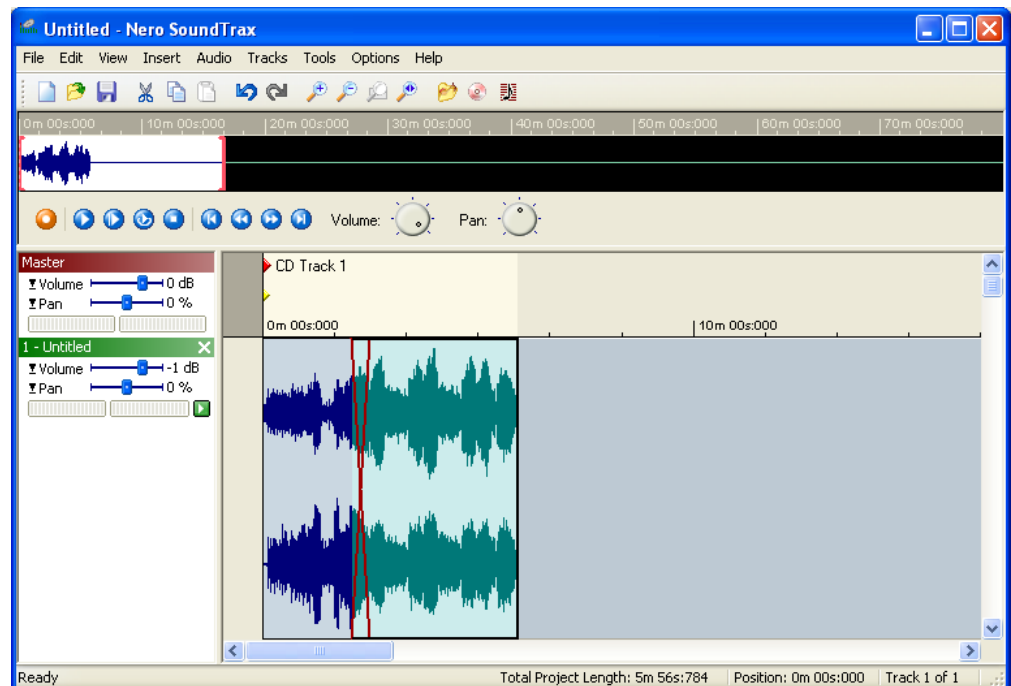 Untitled - Nero SoundTrax
File Edit View Insert Audio Tracks Tools Options Help
0m 00s:000 10m 00s:000 20m 00s:000 30m 00s:000 40m 00s:000 50m 00s:000 60m 00s:000 70m 00s:000
Volume: Pan:
Master
Volume 0 dB
Pan 0 %
CD Track 1
0m 00s:000 10m 00s:000
1 - Untitled
Volume -1 dB
Pan 0 %
Ready Total Project Length: 5m 56s:784 Position: 0m 00s:000 Track 1 of 1